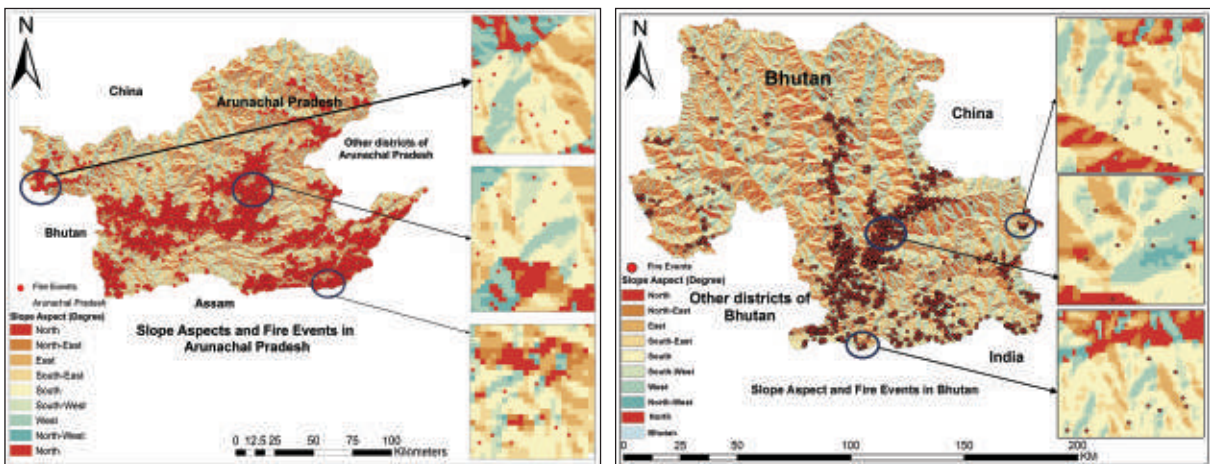 N
China
Arunachal Pradesh
Other districts of
Arunachal Pradesh
Bhutan
Assam
Fire Events
Arunachal Pradesh
Slope Aspect (Degree)
North
North-East
East
South-East
South
South-West
West
North-West
North
Slope Aspects and Fire Events in
Arunachal Pradesh
0 12.5 25 50 75 100
Kilometers
N
Bhutan
China
Other districts of
Bhutan
India
Fire Events
Slope Aspect (Degree)
North
North-East
East
South-East
South
South-West
West
North-West
North
Bhutan
Slope Aspect and Fire Events in Bhutan
0 25 50 100 150 200
KM